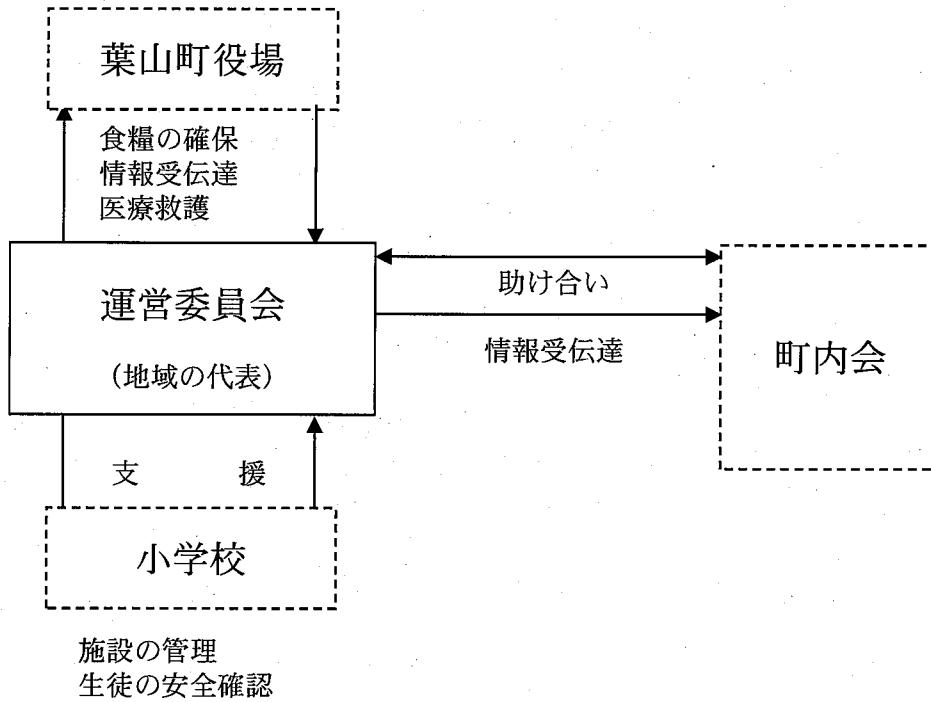 葉山町役場
食糧の確保
情報受伝達
医療救護
運営委員会
(地域の代表)
助け合い
情報受伝達
町内会
支 援
小学校
施設の管理
生徒の安全確認